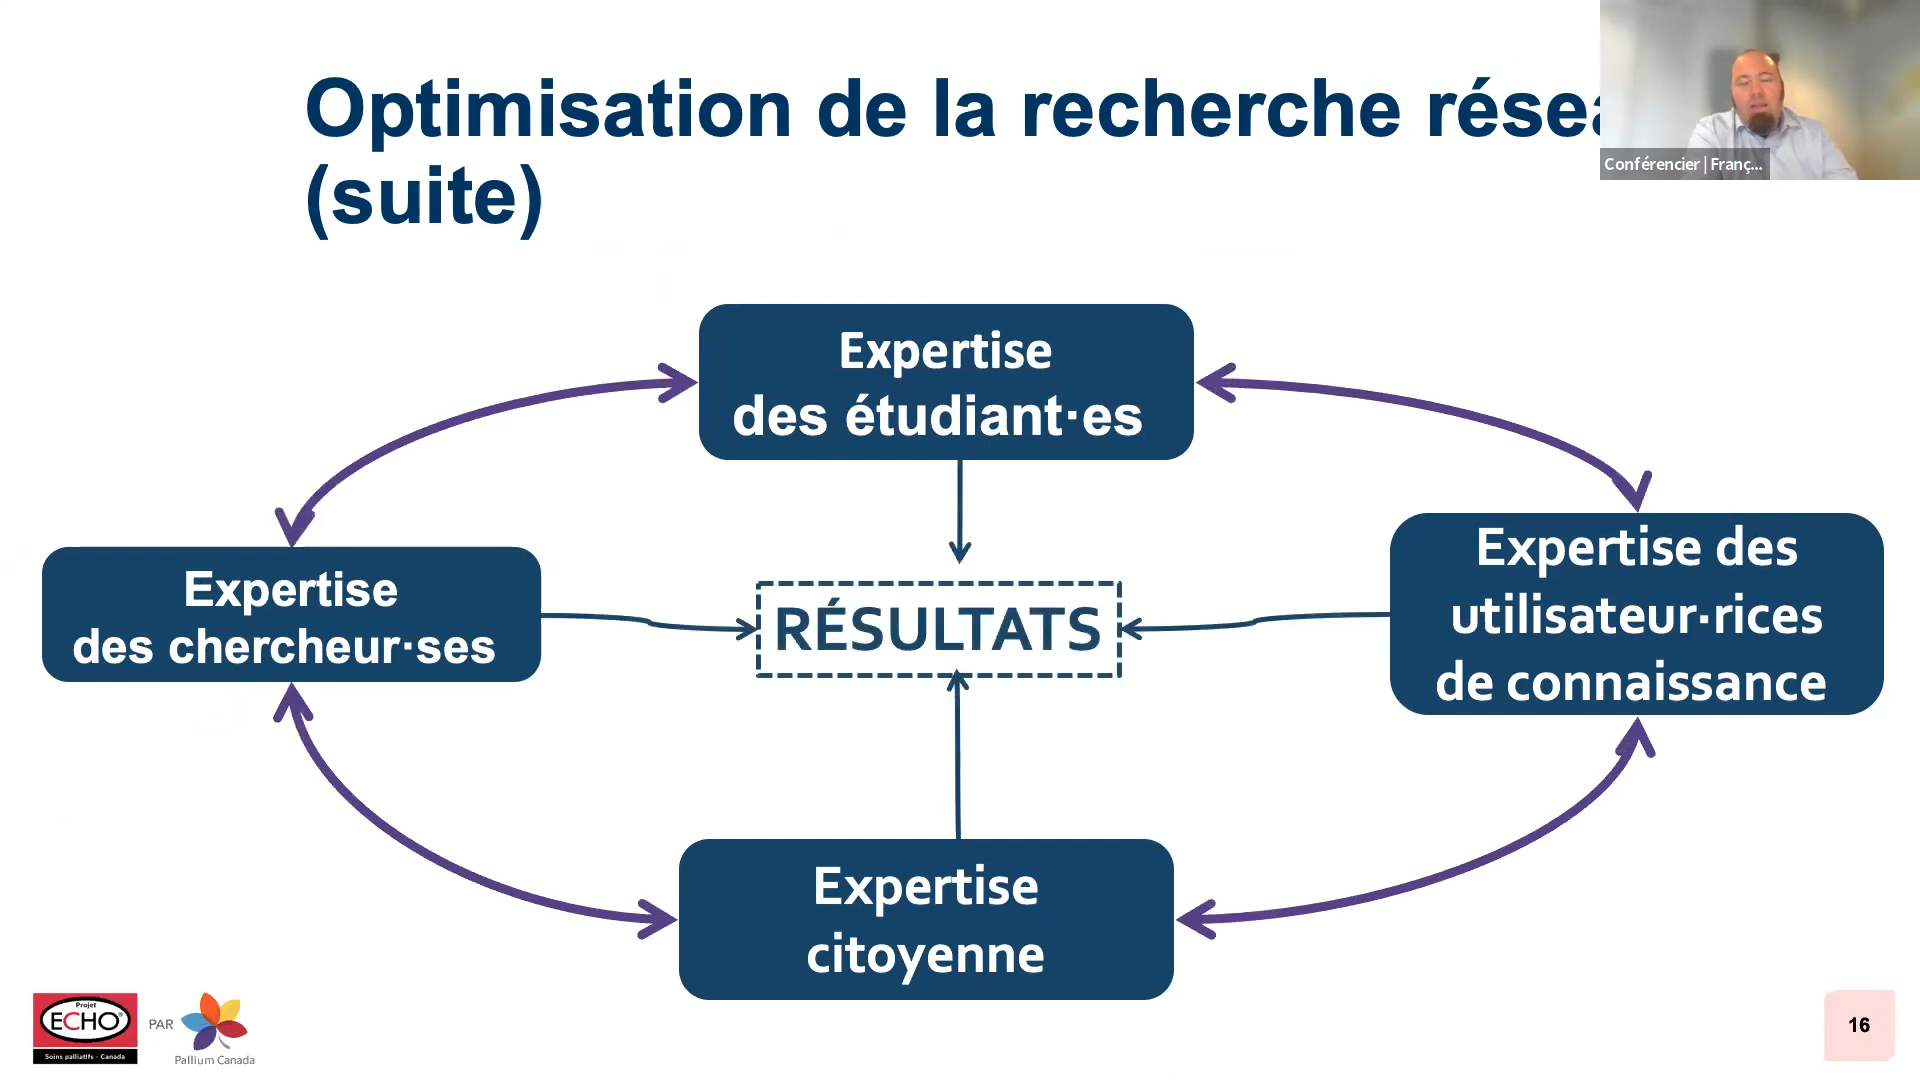 Optimisation de la recherche
(suite)
Conférencier | Franç...
Expertise
des étudiant·es
Expertise
des chercheur·ses
RÉSULTATS
Expertise des
utilisateur·rices
de connaissance
Expertise
citoyenne
Projet
ECHO®
Soins palliatifs - Canada
PAR
Pallium Canada
16